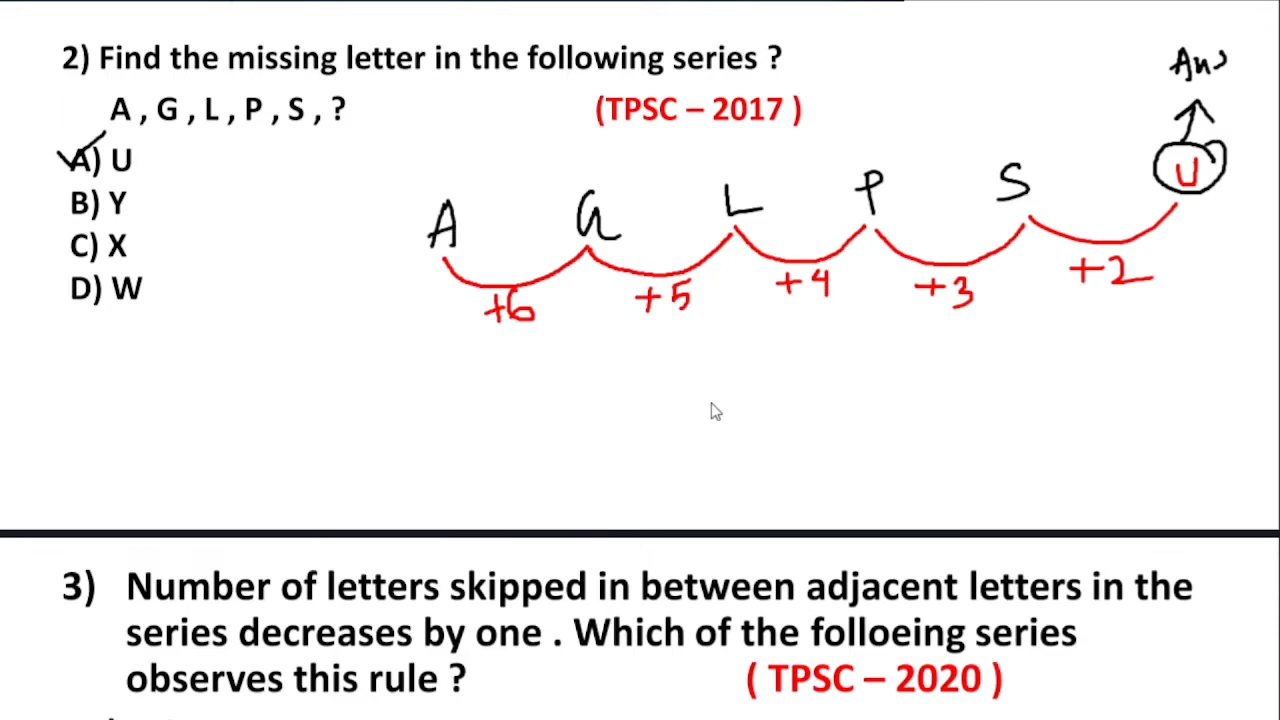 2) Find the missing letter in the following series ?
A , G , L , P , S , ?
(TPSC – 2017 )
A) U
B) Y
C) X
D) W
Ans
A G L P S U
+6 +5 +4 +3 +2
3) Number of letters skipped in between adjacent letters in the
series decreases by one . Which of the folloeing series
observes this rule ?
( TPSC – 2020 )